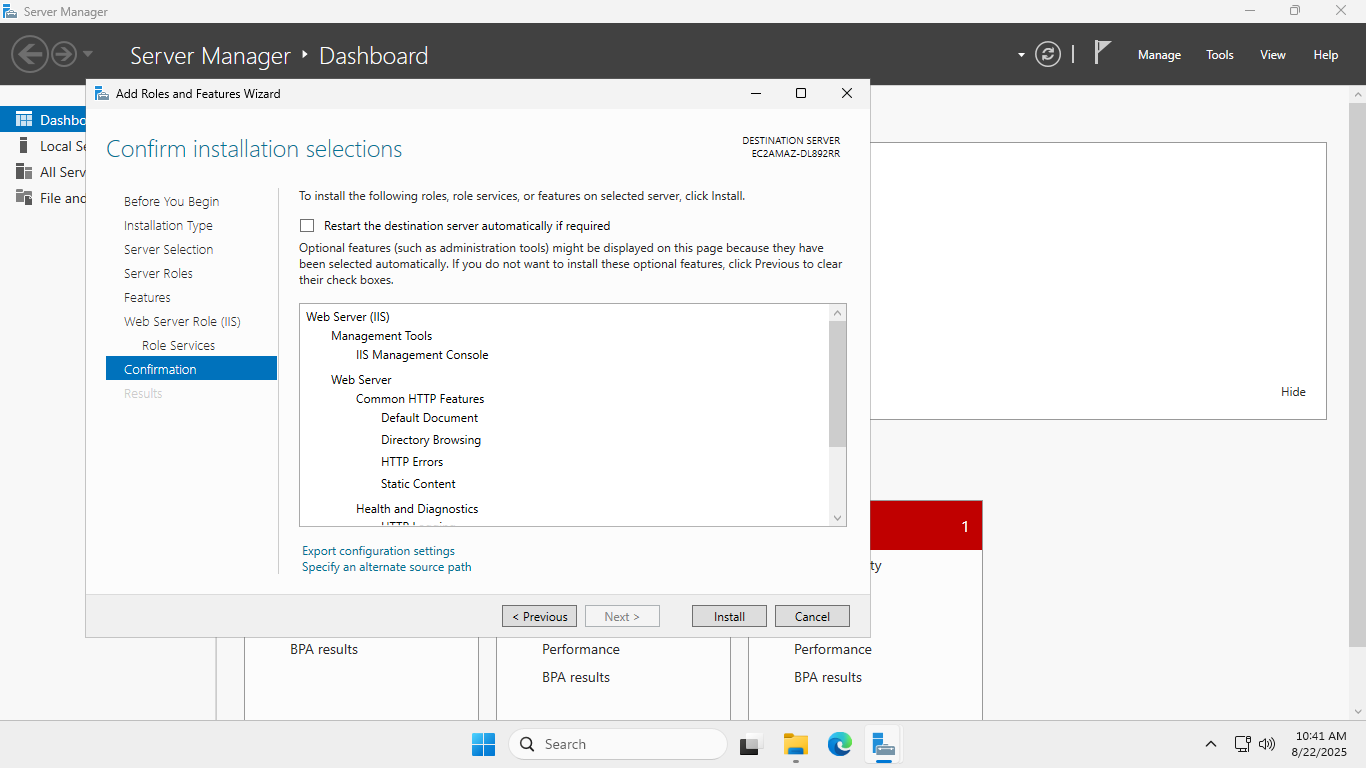 Server Manager
Server Manager
Dashboard
Manage
Tools
View
Help
Add Roles and Features Wizard
Confirm installation selections
DESTINATION SERVER
EC2AMAZ-DL892RR
Before You Begin
Installation Type
Server Selection
Server Roles
Features
Web Server Role (IIS)
Role Services
Confirmation
Results
To install the following roles, role services, or features on selected server, click Install.
Restart the destination server automatically if required
Optional features (such as administration tools) might be displayed on this page because they have
been selected automatically. If you do not want to install these optional features, click Previous to clear
their check boxes.
Web Server (IIS)
Management Tools
IIS Management Console
Web Server
Common HTTP Features
Default Document
Directory Browsing
HTTP Errors
Static Content
Health and Diagnostics
Export configuration settings
Specify an alternate source path
< Previous
Next >
Install
Cancel
Dashbo
Local Se
All Serv
File and
Hide
1
ty
BPA results
Performance
BPA results
Performance
BPA results
Search
10:41 AM
8/22/2025